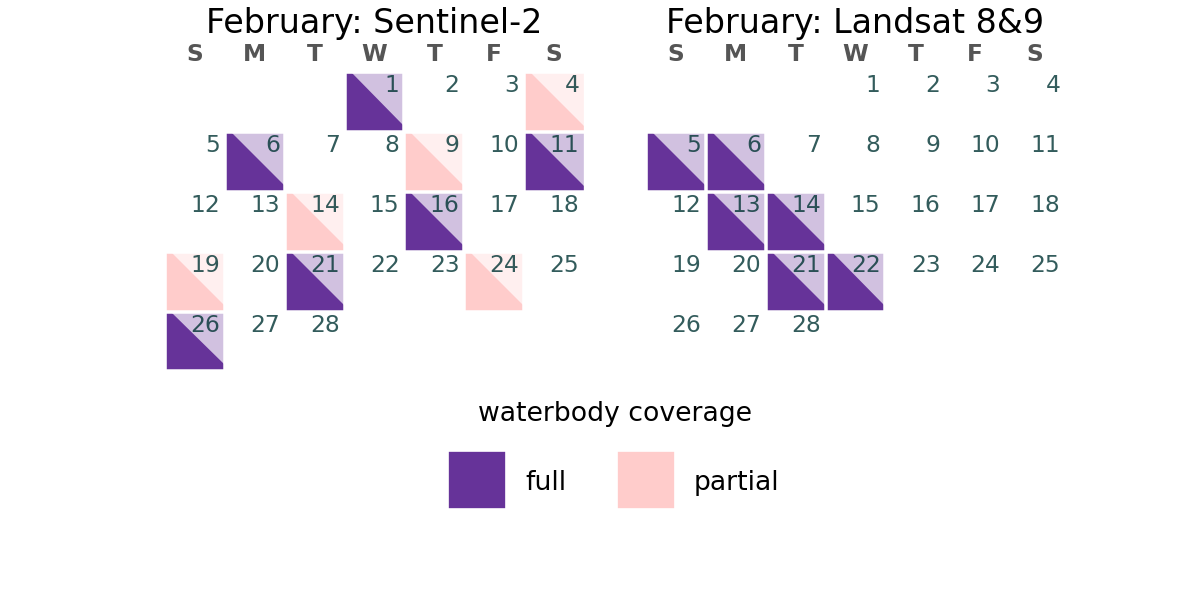 February: Sentinel-2
S M T W T F S
1 2 3 4
5 6 7 8 9 10 11
12 13 14 15 16 17 18
19 20 21 22 23 24 25
26 27 28
February: Landsat 8&9
S M T W T F S
1 2 3 4
5 6 7 8 9 10 11
12 13 14 15 16 17 18
19 20 21 22 23 24 25
26 27 28
waterbody coverage
full partial